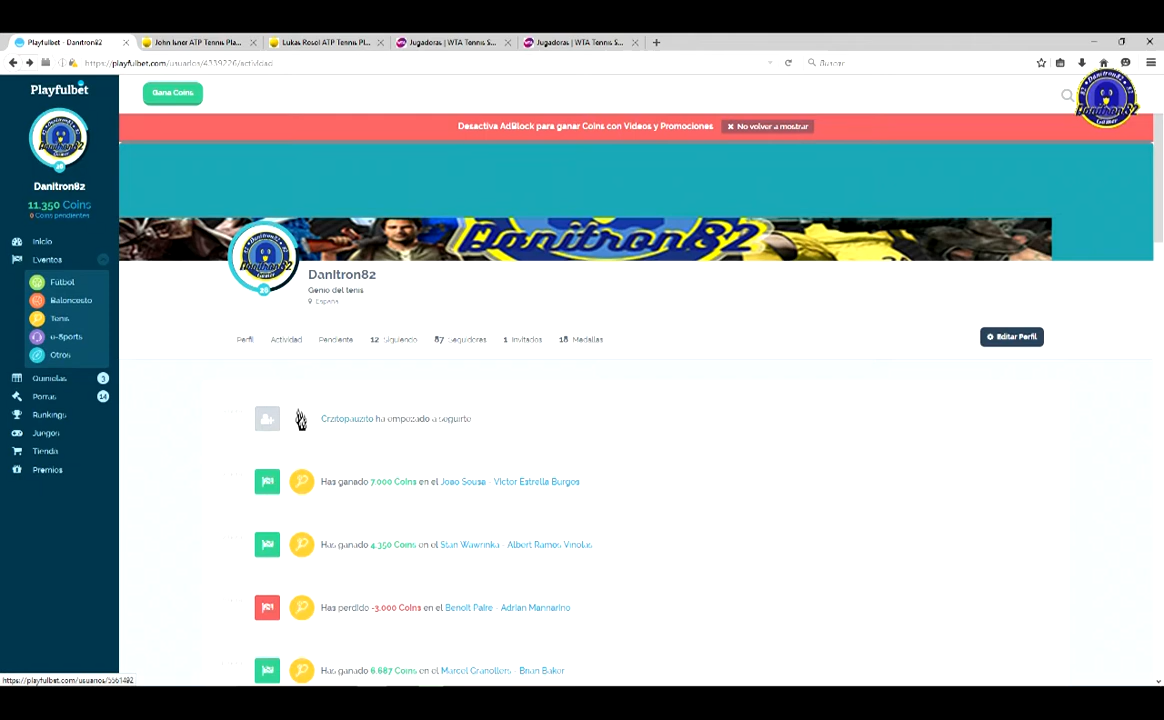 Playfulbet - Danitron82
John Isner ATP Tennis Pla...
Lukas Rosol ATP Tennis Pl...
Jugadoras | WTA Tennis S...
Jugadoras | WTA Tennis S...
https://playfulbet.com/usuarios/4339226/actividad
Buscar
Playfulbet
Gana Coins
Desactiva AdBlock para ganar Coins con Videos y Promociones
No volver a mostrar
Danitron82
11.350 Coins
0 Coins pendientes
Inicio
Eventos
Fútbol
Baloncesto
Tenis
e-Sports
Otros
Quinielas 3
Porras 14
Rankings
Juegos
Tienda
Premios
Danitron82
Danitron82
20
Danitron82
Genio del tenis
España
Perfil Actividad Pendiente 12 Siguiendo 87 Seguidores 1 Invitados 18 Medallas
Editar Perfil
Crzitopauzito ha empezado a seguirte
Has ganado 7.000 Coins en el Joao Sousa - Victor Estrella Burgos
Has ganado 4.350 Coins en el Stan Wawrinka - Albert Ramos Vinolas
Has perdido -3.000 Coins en el Benoit Paire - Adrian Mannarino
Has ganado 6.687 Coins en el Marcel Granollers - Brian Baker
https://playfulbet.com/usuarios/5561492